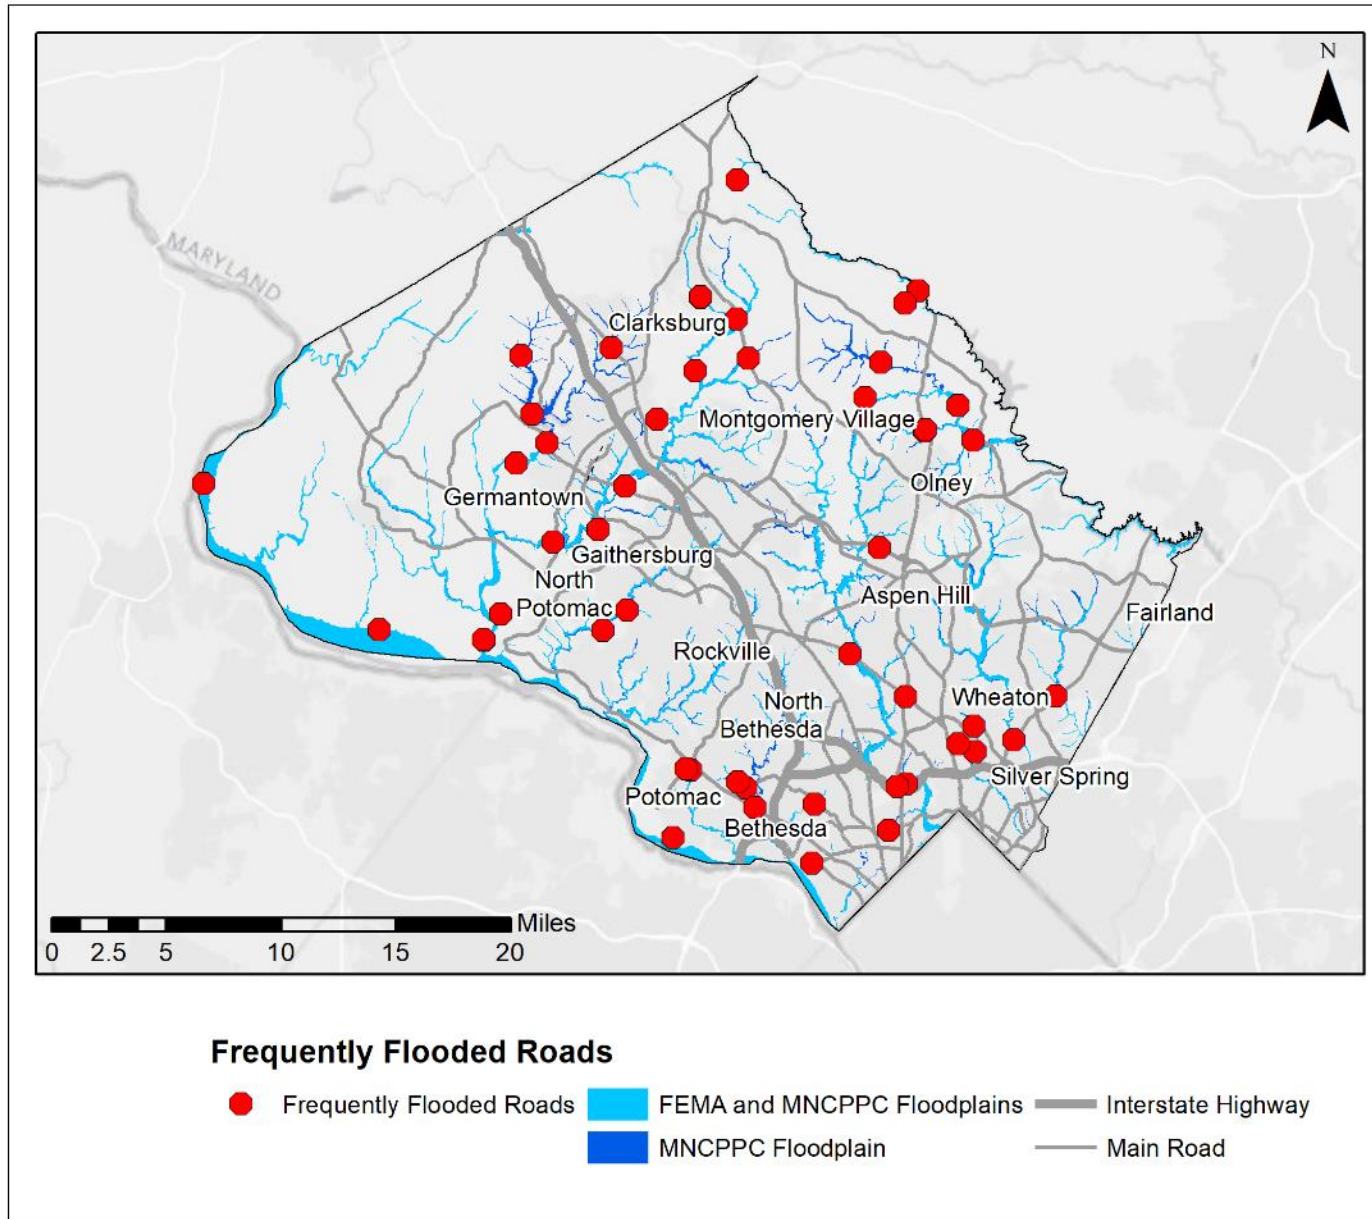 N
MARYLAND
Clarksburg
Montgomery Village
Olney
Germantown
Gaithersburg
North
Potomac
Aspen Hill
Fairland
Rockville
North
Bethesda
Wheaton
Silver Spring
Potomac
Bethesda
Miles
0 2.5 5 10 15 20
Frequently Flooded Roads
Frequently Flooded Roads
FEMA and MNCPPC Floodplains
Interstate Highway
MNCPPC Floodplain
Main Road